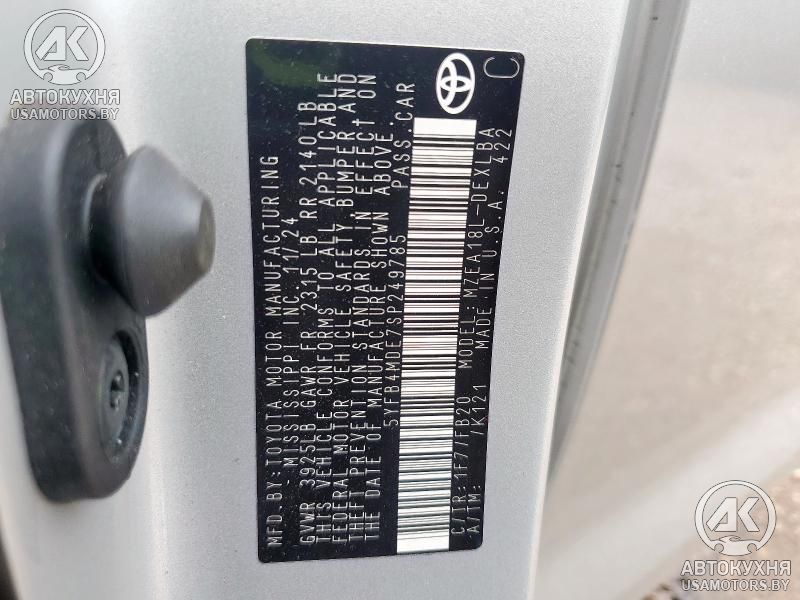 AK
АВТОКУХНЯ
USAMOTORS.BY
MFD. BY: TOYOTA MOTOR MANUFACTURING
- MISSISSIPPI INC. 11/24
GVWR 3925LB GAWR FR 2315 LB RR 2140 LB
THIS VEHICLE CONFORMS TO ALL APPLICABLE
FEDERAL MOTOR VEHICLE SAFETY, BUMPER AND
THEFT PREVENTION STANDARDS IN EFFECT ON
THE DATE OF MANUFACTURE SHOWN ABOVE.
5YFB4MDE7SP249785 PASS. CAR
C
C/TR: 1F7/FB20 MODEL: MZEA18L-DEXLBA
A/TM: /K121 MADE IN U.S.A. 422
AK
АВТОКУХНЯ
USAMOTORS.BY